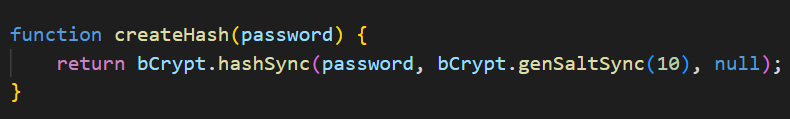 function createHash(password) {
    return bCrypt.hashSync(password, bCrypt.genSaltSync(10), null);
}